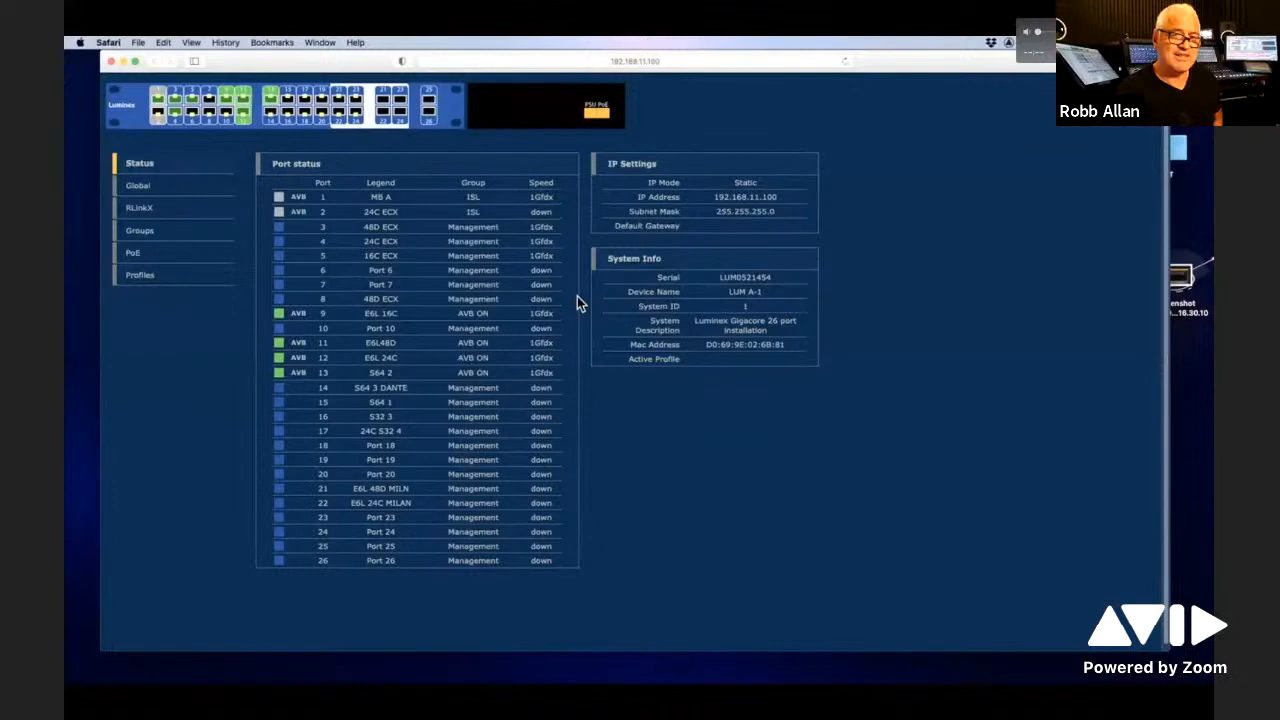 Safari File Edit View History Bookmarks Window Help
192.168.11.100
Luminex
PSU PoE
Robb Allan
Status
Global
RLinkX
Groups
PoE
Profiles
Port status
Port Legend Group Speed
AVB 1 MB A ISL 1Gfdx
AVB 2 24C ECX ISL down
3 48D ECX Management 1Gfdx
4 24C ECX Management 1Gfdx
5 16C ECX Management 1Gfdx
6 Port 6 Management down
7 Port 7 Management down
8 48D ECX Management down
AVB 9 E6L 16C AVB ON 1Gfdx
10 Port 10 Management down
AVB 11 E6L48D AVB ON 1Gfdx
AVB 12 E6L 24C AVB ON 1Gfdx
AVB 13 S64 2 AVB ON 1Gfdx
14 S64 3 DANTE Management down
15 S64 1 Management down
16 S32 3 Management down
17 24C S32 4 Management down
18 Port 18 Management down
19 Port 19 Management down
20 Port 20 Management down
21 E6L 48D MILN Management down
22 E6L 24C MILAN Management down
23 Port 23 Management down
24 Port 24 Management down
25 Port 25 Management down
26 Port 26 Management down
IP Settings
IP Mode Static
IP Address 192.168.11.100
Subnet Mask 255.255.255.0
Default Gateway
System Info
Serial LUM0521454
Device Name LUM A-1
System ID 1
System Description Luminex Gigacore 26 port installation
Mac Address D0:69:9E:02:6B:81
Active Profile
enshot
...16.30.10
AVID
Powered by Zoom